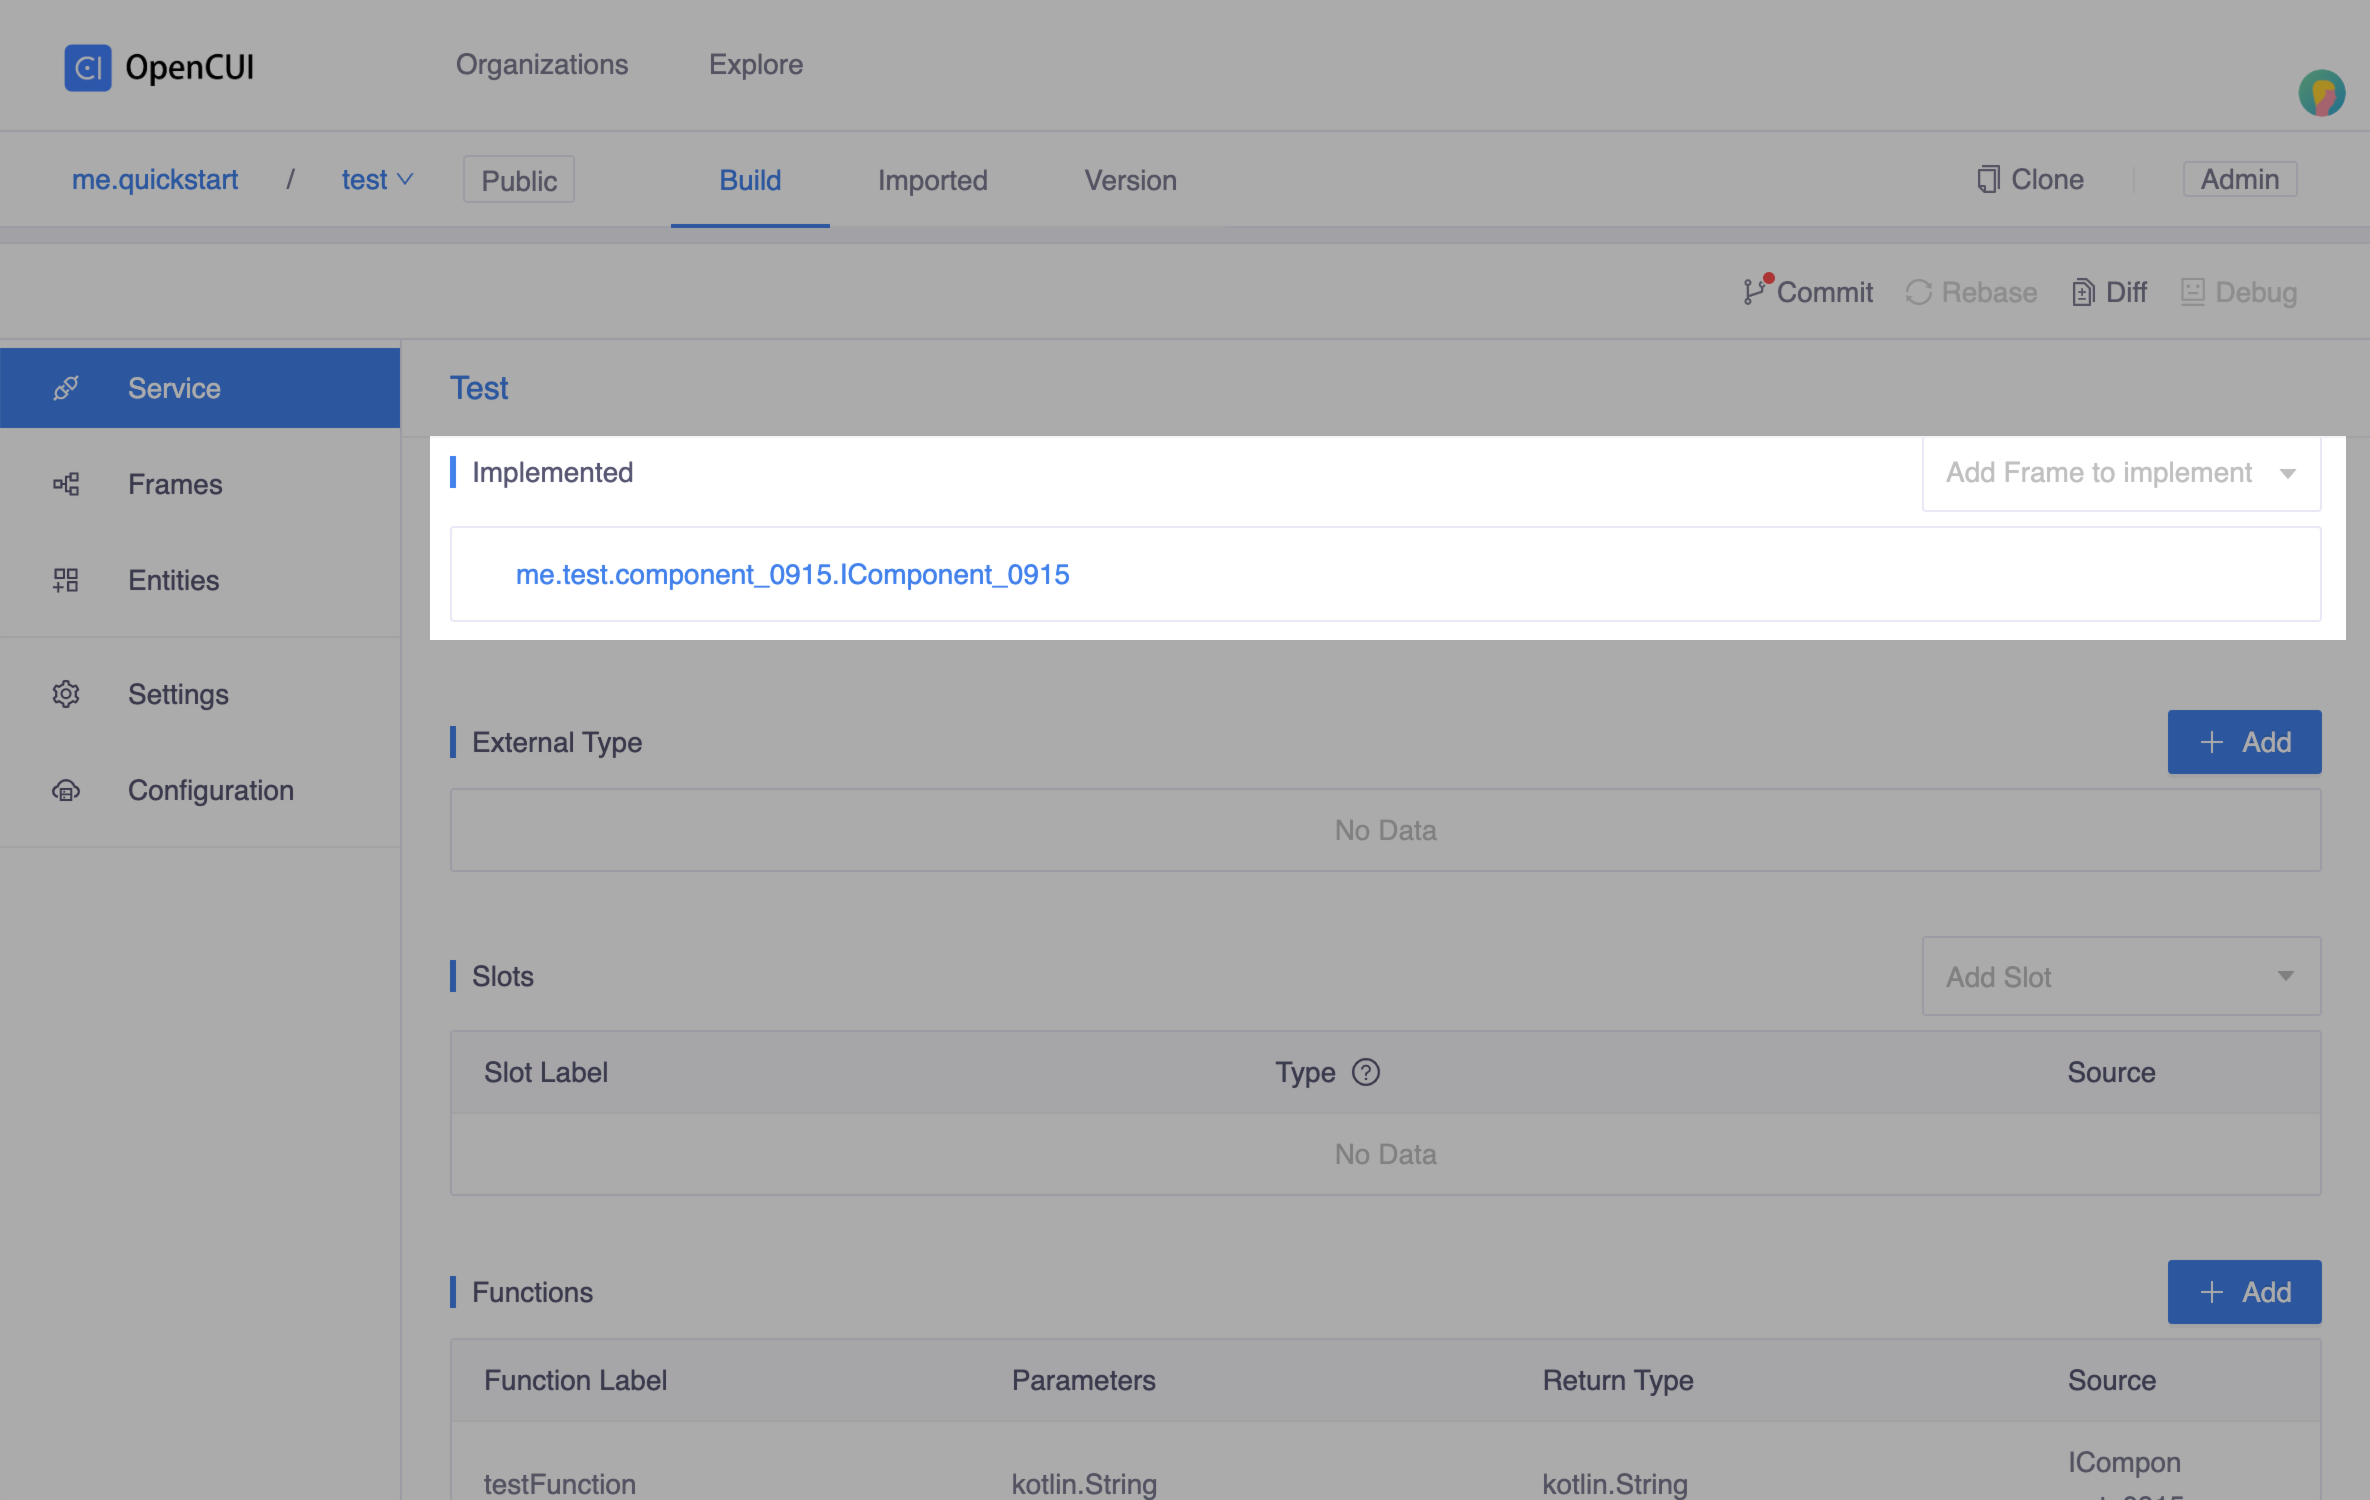 OpenCUI
Organizations
Explore
me.quickstart / test
Public
Build
Imported
Version
Clone
Admin
Commit
Rebase
Diff
Debug
Service
Frames
Entities
Settings
Configuration
Test
Implemented
Add Frame to implement
me.test.component_0915.IComponent_0915
External Type
+ Add
No Data
Slots
Add Slot
Slot Label
Type
Source
No Data
Functions
+ Add
Function Label
Parameters
Return Type
Source
testFunction
kotlin.String
kotlin.String
ICompon